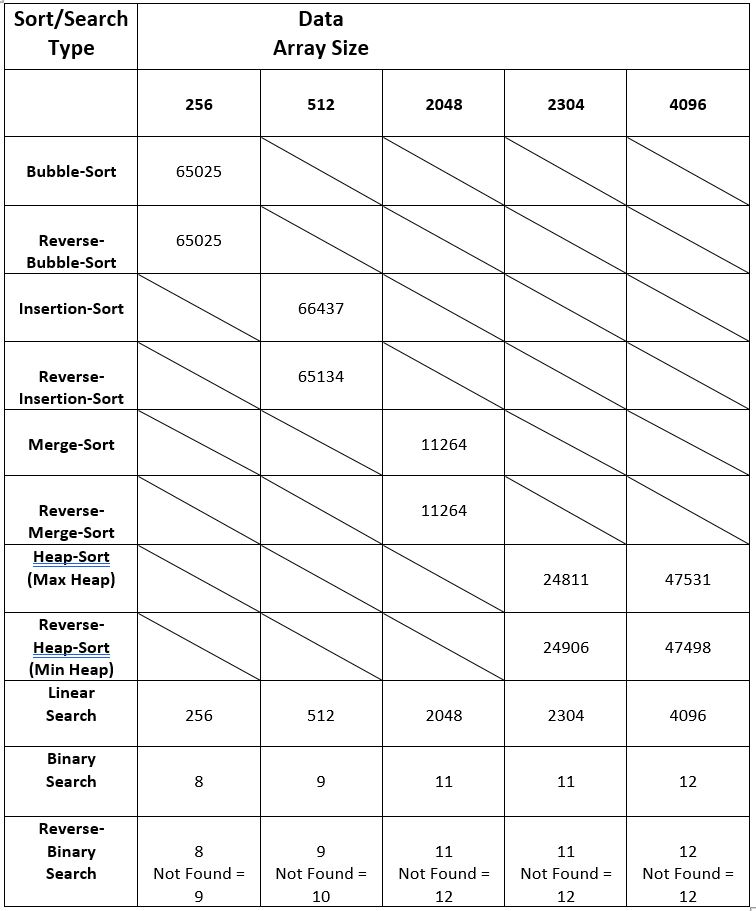 Sort/Search Data
Type Array Size
256 512 2048 2304 4096
Bubble-Sort 65025
Reverse- 65025
Bubble-Sort
Insertion-Sort 66437
Reverse- 65134
Insertion-Sort
Merge-Sort 11264
Reverse- 11264
Merge-Sort
Heap-Sort
(Max Heap) 24811 47531
Reverse-
Heap-Sort 24906 47498
(Min Heap)
Linear
Search 256 512 2048 2304 4096
Binary
Search 8 9 11 11 12
Reverse-
Binary 8 9 11 11 12
Search Not Found = Not Found = Not Found = Not Found = Not Found =
9 10 12 12 12